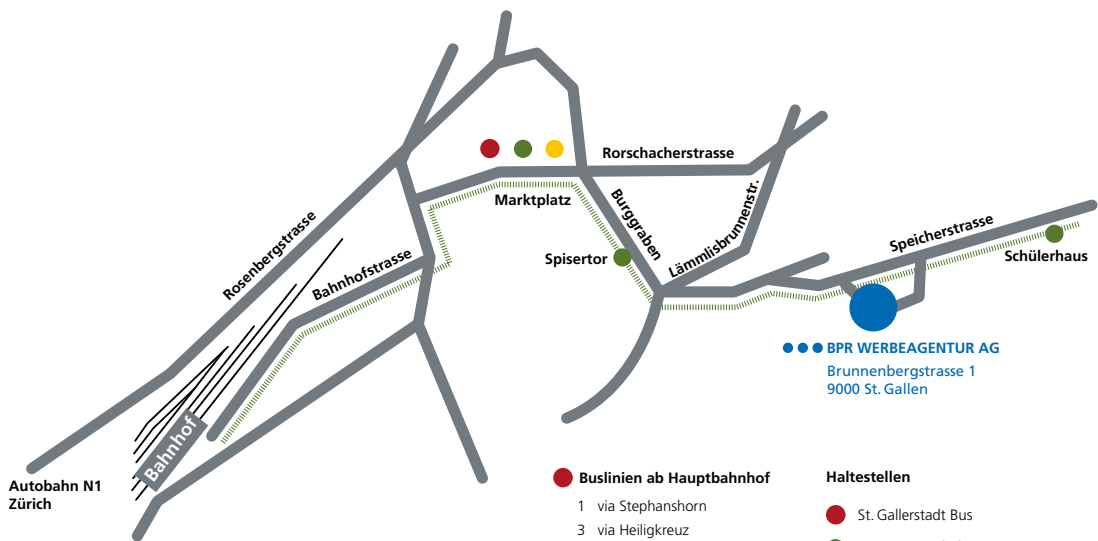 Rorschacherstrasse
Marktplatz
Burggraben
Lämmlisbrunnenstr.
Rosenbergstrasse
Bahnhofstrasse
Spisertor
Speicherstrasse
Schülerhaus
BPR WERBEAGENTUR AG
Brunnenbergstrasse 1
9000 St. Gallen
Bahnhof
Autobahn N1
Zürich
Buslinien ab Hauptbahnhof
1 via Stephanshorn
3 via Heiligkreuz
Haltestellen
St. Gallerstadt Bus